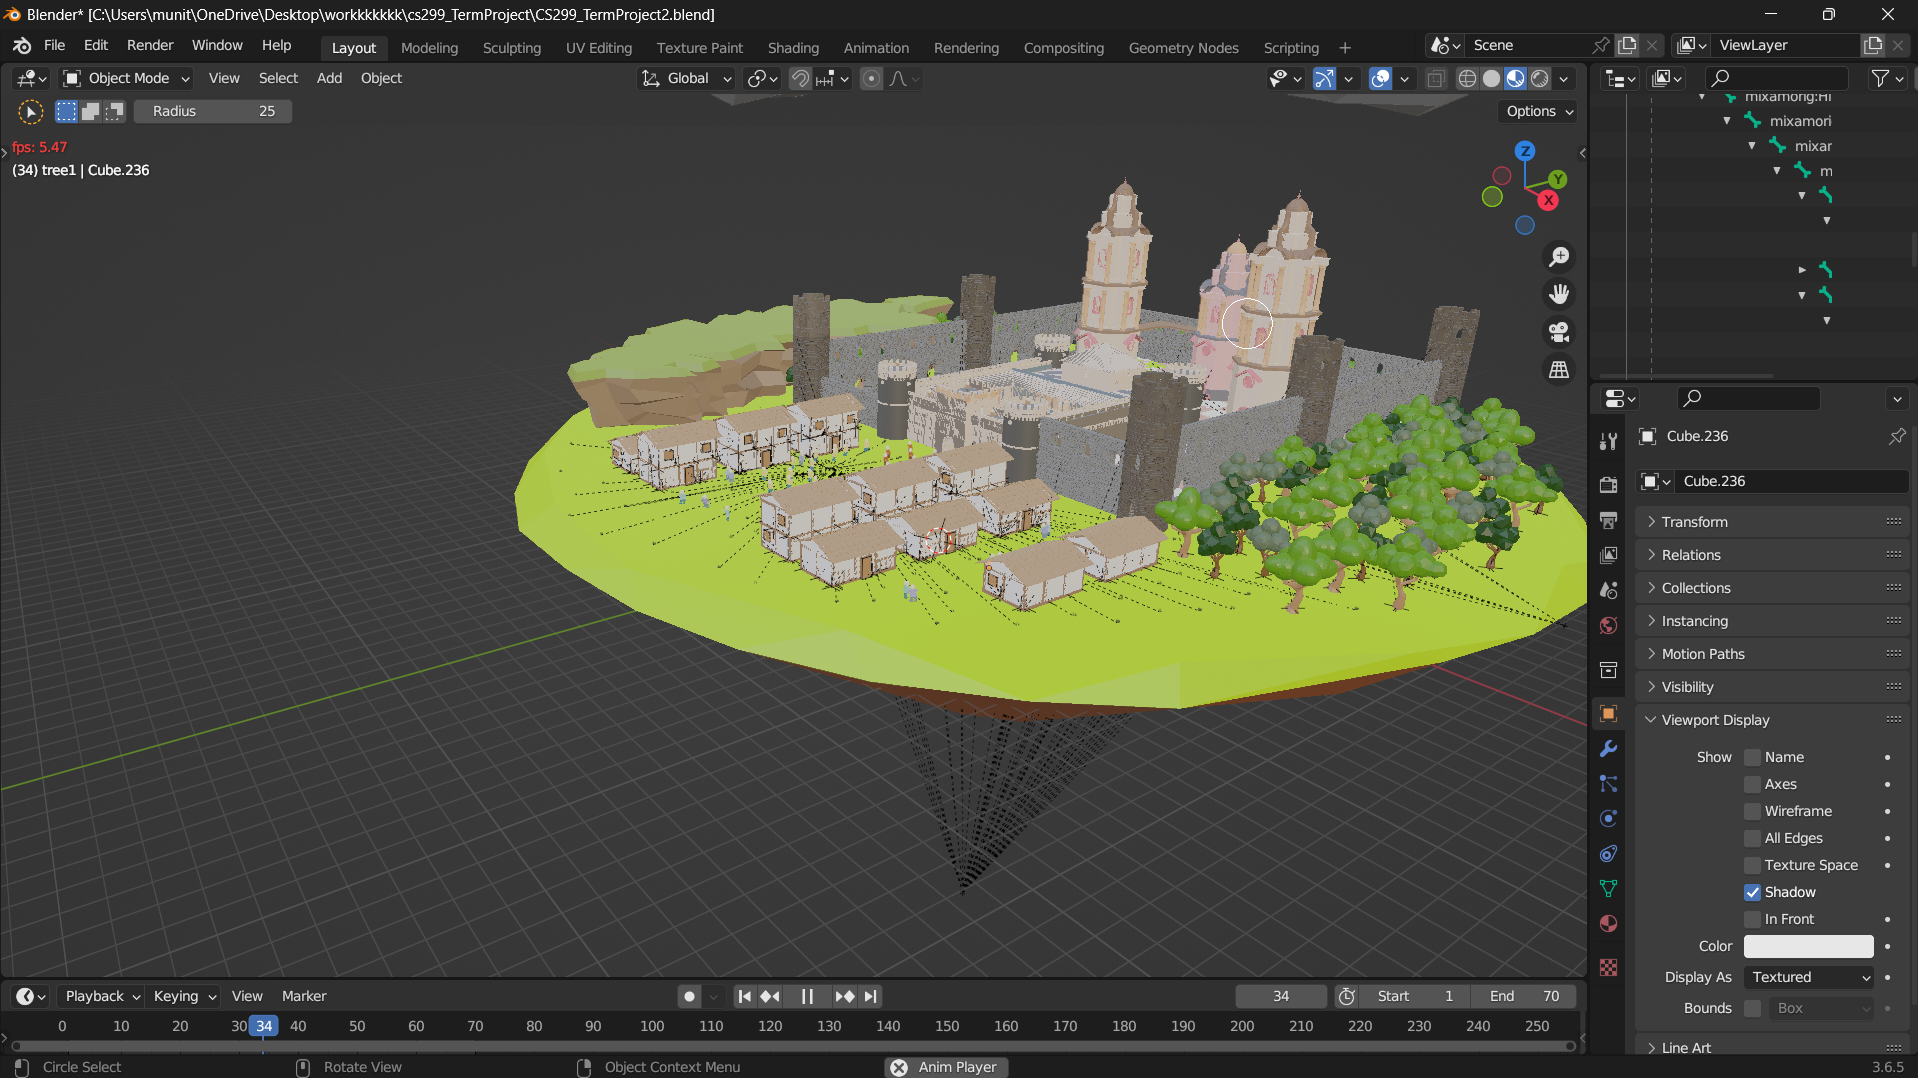 Blender* [C:\Users\munit\OneDrive\Desktop\workkkkkkk\cs299_TermProject\CS299_TermProject2.blend]
File Edit Render Window Help Layout Modeling Sculpting UV Editing Texture Paint Shading Animation Rendering Compositing Geometry Nodes Scripting + Scene ViewLayer
Object Mode View Select Add Object Global
Radius 25 Options
fps: 5.47
(34) tree1 | Cube.236
Z
Y
X
mixamorig:Hi
mixamori
mixar
m
Cube.236
Cube.236
Transform
Relations
Collections
Instancing
Motion Paths
Visibility
Viewport Display
Show Name
Axes
Wireframe
All Edges
Texture Space
Shadow
In Front
Color
Display As Textured
Bounds Box
Line Art
Playback Keying View Marker 34 Start 1 End 70
0 10 20 30 34 40 50 60 70 80 90 100 110 120 130 140 150 160 170 180 190 200 210 220 230 240 250
Circle Select Rotate View Object Context Menu Anim Player 3.6.5